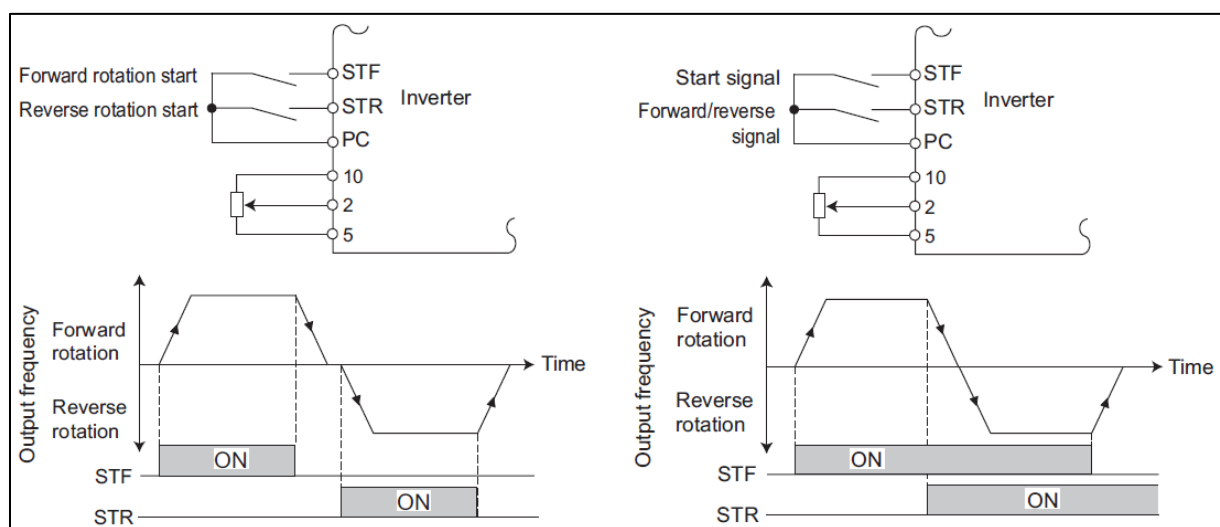 Forward rotation start
Reverse rotation start
STF
STR
PC
Inverter
10
2
5
Output frequency
Forward
rotation
Reverse
rotation
Time
STF
ON
STR
ON
Start signal
Forward/reverse
signal
STF
STR
PC
Inverter
10
2
5
Output frequency
Forward
rotation
Reverse
rotation
Time
STF
ON
STR
ON